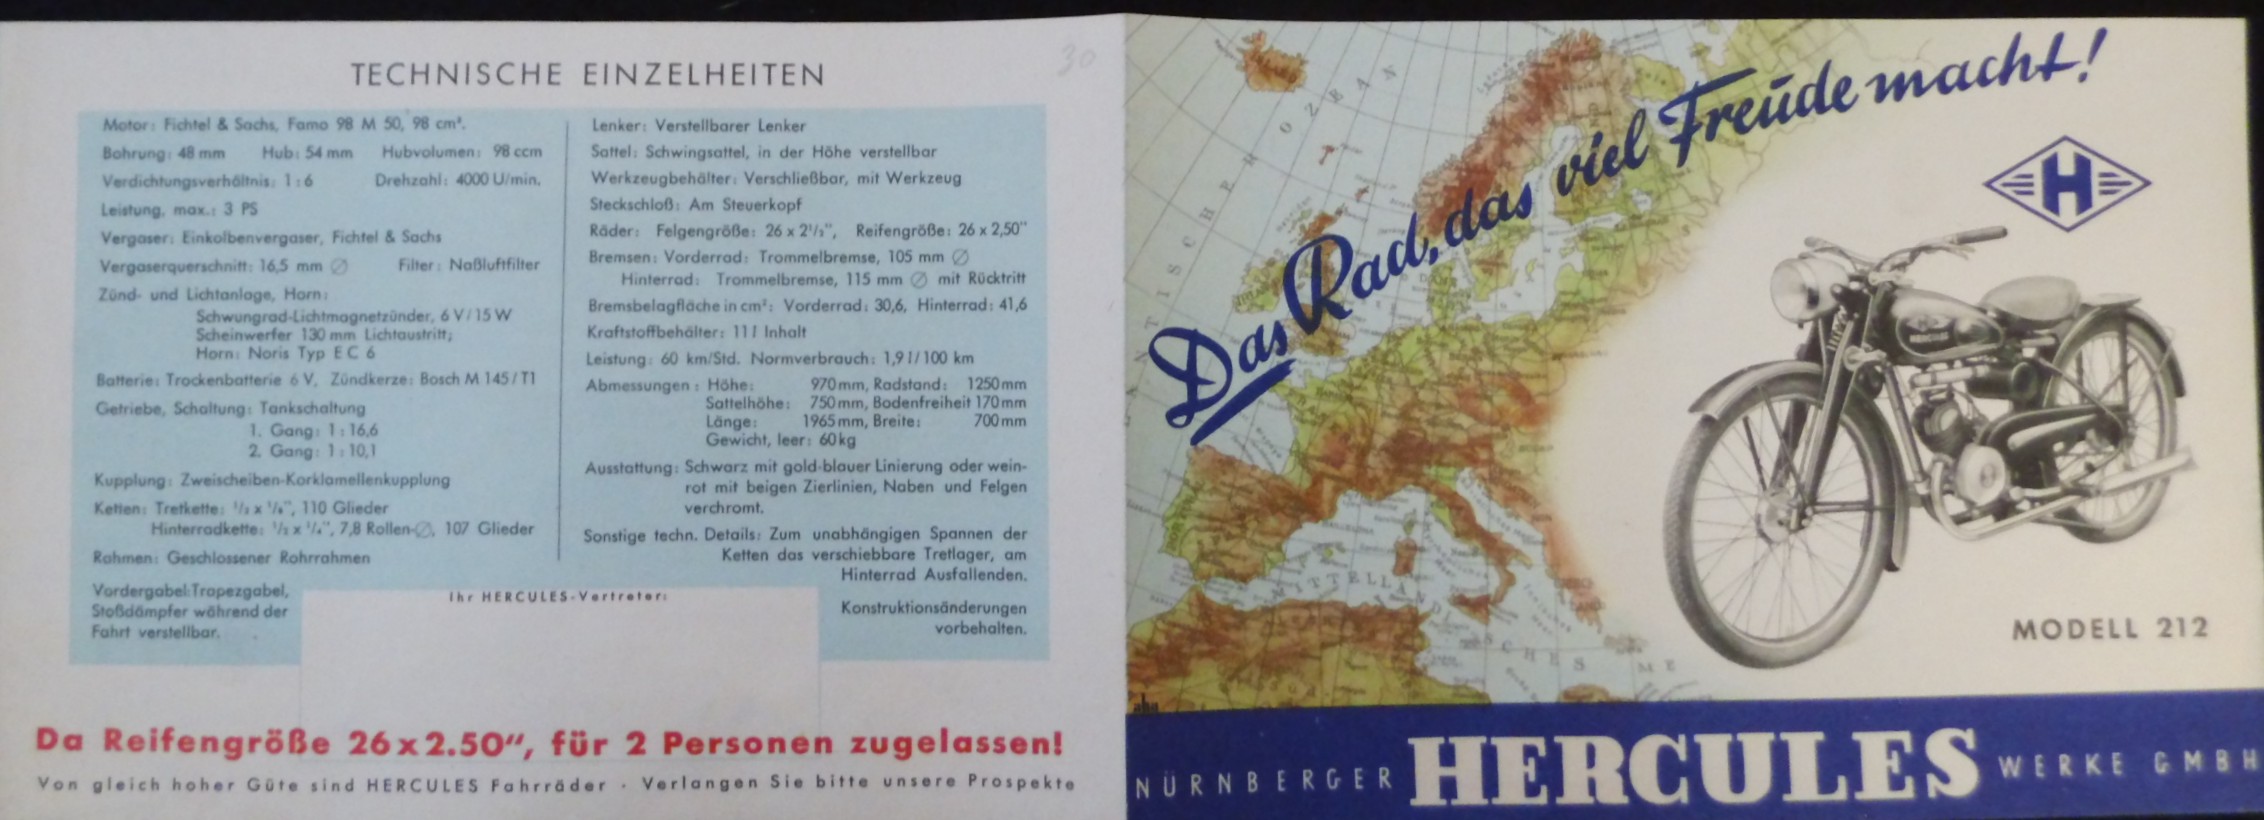 TECHNISCHE EINZELHEITEN
30
Motor: Fichtel & Sachs, Famo 98 M 50, 98 cm³.
Bohrung: 48 mm Hub: 54 mm Hubvolumen: 98 ccm
Verdichtungsverhältnis: 1:6 Drehzahl: 4000 U/min.
Leistung, max.: 3 PS
Vergaser: Einkolbenvergaser, Fichtel & Sachs
Vergaserquerschnitt: 16,5 mm ∅ Filter: Naßluftfilter
Zünd- und Lichtanlage, Horn:
Schwungrad-Lichtmagnetzünder, 6 V/15 W
Scheinwerfer 130 mm Lichtaustritt;
Horn: Noris Typ E C 6
Batterie: Trockenbatterie 6 V, Zündkerze: Bosch M 145/T1
Getriebe, Schaltung: Tankschaltung
1. Gang: 1:16,6
2. Gang: 1:10,1
Kupplung: Zweischeiben-Korklamellenkupplung
Ketten: Tretkette: ¹/₂ x ¹/₈", 110 Glieder
Hinterradkette: ¹/₂ x ¹/₄", 7,8 Rollen-∅, 107 Glieder
Rahmen: Geschlossener Rohrrahmen
Vordergabel: Trapezgabel,
Stoßdämpfer während der
Fahrt verstellbar.
Lenker: Verstellbarer Lenker
Sattel: Schwingsattel, in der Höhe verstellbar
Werkzeugbehälter: Verschließbar, mit Werkzeug
Steckschloß: Am Steuerkopf
Räder: Felgengröße: 26 x 2¹/₂", Reifengröße: 26 x 2,50"
Bremsen: Vorderrad: Trommelbremse, 105 mm ∅
Hinterrad: Trommelbremse, 115 mm ∅ mit Rücktritt
Bremsbelagfläche in cm²: Vorderrad: 30,6, Hinterrad: 41,6
Kraftstoffbehälter: 11 l Inhalt
Leistung: 60 km/Std. Normverbrauch: 1,9 l/100 km
Abmessungen: Höhe: 970 mm, Radstand: 1250 mm
Sattelhöhe: 750 mm, Bodenfreiheit 170 mm
Länge: 1965 mm, Breite: 700 mm
Gewicht, leer: 60 kg
Ausstattung: Schwarz mit gold-blauer Linierung oder wein-
rot mit beigen Zierlinien, Naben und Felgen
verchromt.
Sonstige techn. Details: Zum unabhängigen Spannen der
Ketten das verschiebbare Tretlager, am
Hinterrad Ausfallenden.
Konstruktionsänderungen
vorbehalten.
Ihr HERCULES-Vertreter:
Da Reifengröße 26x2.50", für 2 Personen zugelassen!
Von gleich hoher Güte sind HERCULES Fahrräder · Verlangen Sie bitte unsere Prospekte
Das Rad, das viel Freude macht!
H
HERCULES
OZEAN
MITTELLÄND
SCHES ME
aha
MODELL 212
NÜRNBERGER HERCULES WERKE GMBH